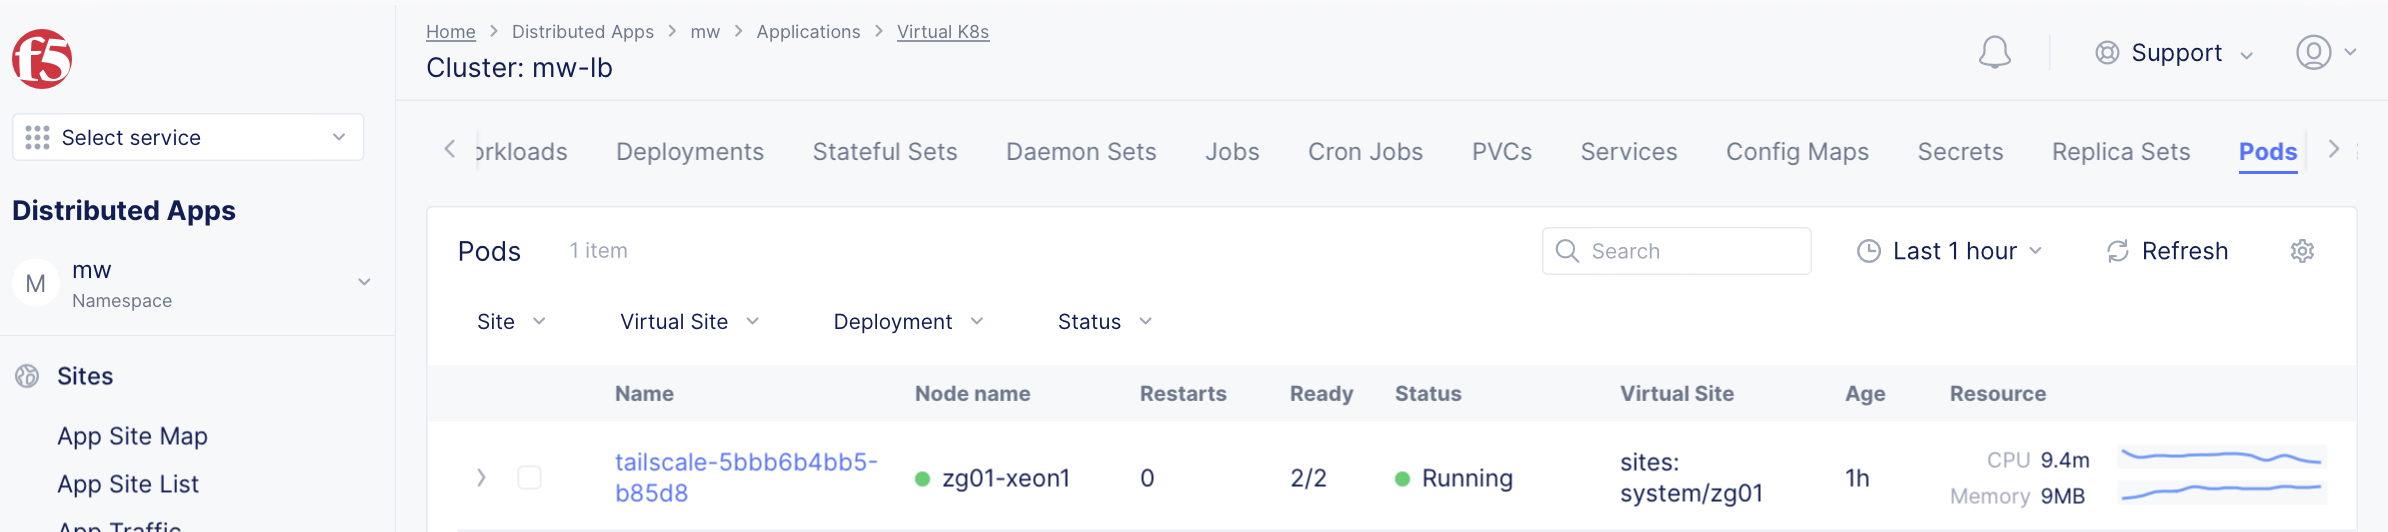 f5
Home > Distributed Apps > mw > Applications > Virtual K8s
Cluster: mw-lb
Support
Select service
Distributed Apps
M
mw
Namespace
Sites
App Site Map
App Site List
App Traffic
orkloads Deployments Stateful Sets Daemon Sets Jobs Cron Jobs PVCs Services Config Maps Secrets Replica Sets Pods
Pods 1 item Search Last 1 hour Refresh
Site Virtual Site Deployment Status
Name Node name Restarts Ready Status Virtual Site Age Resource
tailscale-5bbb6b4bb5-
b85d8
zg01-xeon1
0
2/2
Running
sites:
system/zg01
1h
CPU 9.4m
Memory 9MB